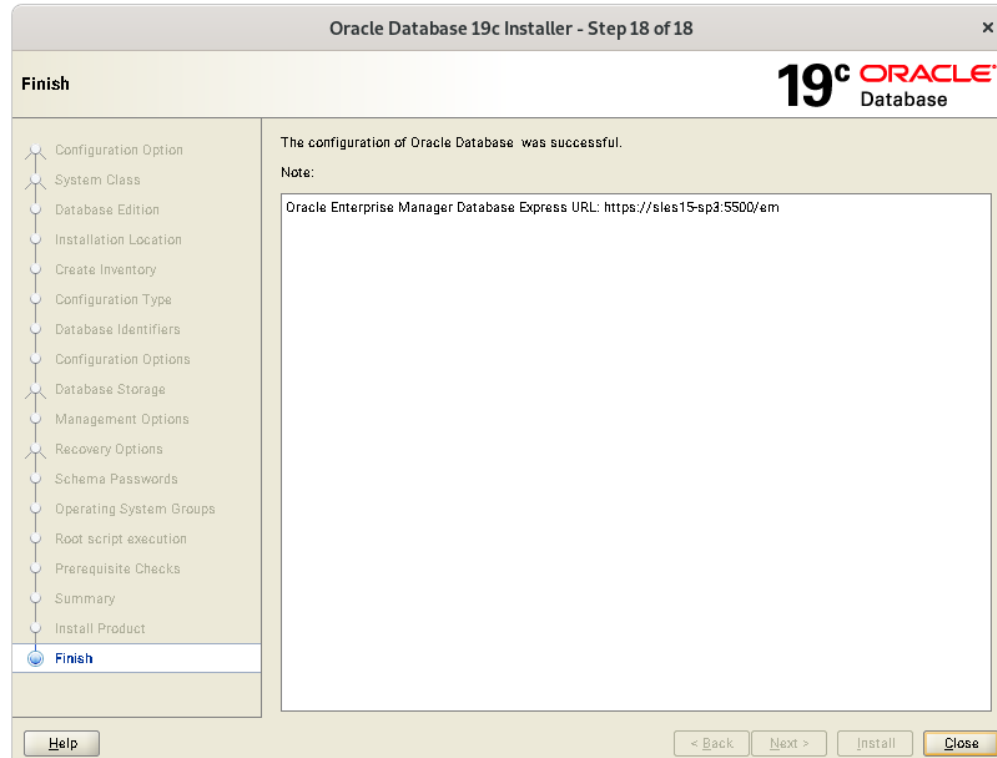 Oracle Database 19c Installer - Step 18 of 18
×
Finish
19c ORACLE
Database
Configuration Option
System Class
Database Edition
Installation Location
Create Inventory
Configuration Type
Database Identifiers
Configuration Options
Database Storage
Management Options
Recovery Options
Schema Passwords
Operating System Groups
Root script execution
Prerequisite Checks
Summary
Install Product
Finish
The configuration of Oracle Database was successful.
Note:
Oracle Enterprise Manager Database Express URL: https://sles15-sp3:5500/em
Help
< Back
Next >
Install
Close